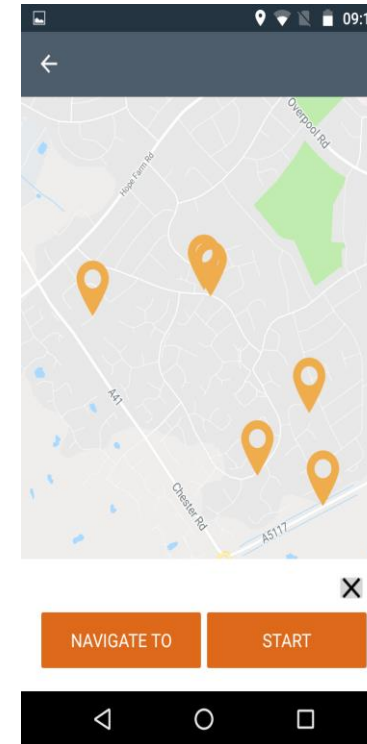 09:1
Overpool Rd
Hope Farm Rd
A41
Chester Rd
A5117
NAVIGATE TO
START